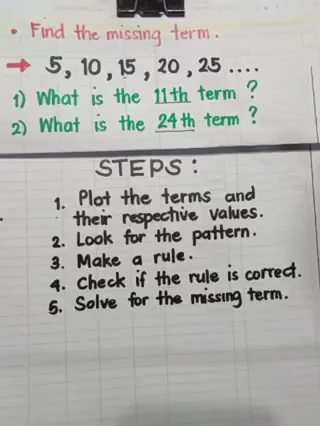 • Find the missing term.
→ 5, 10, 15, 20, 25 ....
1) What is the 11th term ?
2) What is the 24th term ?
STEPS :
1. Plot the terms and
their respective values.
2. Look for the pattern.
3. Make a rule.
4. Check if the rule is correct.
5. Solve for the missing term.